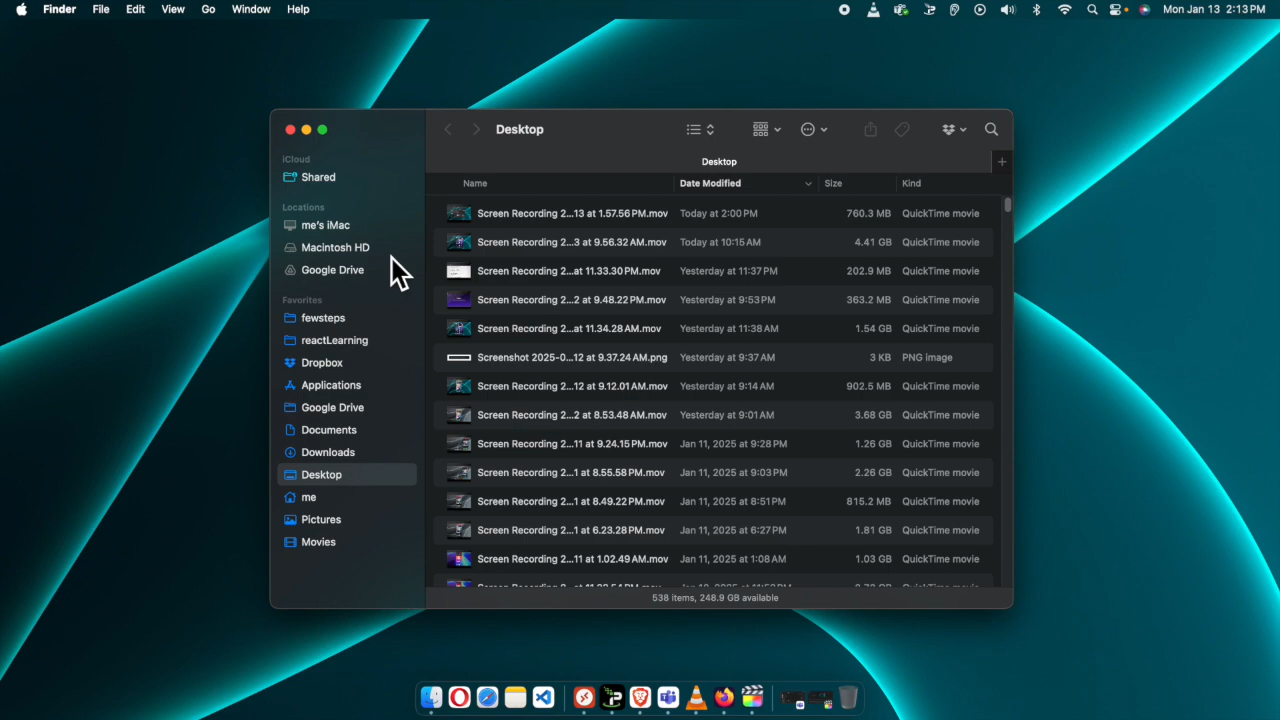 Finder File Edit View Go Window Help Mon Jan 13 2:13 PM
Desktop
Desktop
iCloud
Shared
Locations
me's iMac
Macintosh HD
Google Drive
Favorites
fewsteps
reactLearning
Dropbox
Applications
Google Drive
Documents
Downloads
Desktop
me
Pictures
Movies
Name Date Modified Size Kind
Screen Recording 2...13 at 1.57.56 PM.mov Today at 2:00 PM 760.3 MB QuickTime movie
Screen Recording 2...3 at 9.56.32 AM.mov Today at 10:15 AM 4.41 GB QuickTime movie
Screen Recording 2...at 11.33.30 PM.mov Yesterday at 11:37 PM 202.9 MB QuickTime movie
Screen Recording 2...2 at 9.48.22 PM.mov Yesterday at 9:53 PM 363.2 MB QuickTime movie
Screen Recording 2...at 11.34.28 AM.mov Yesterday at 11:38 AM 1.54 GB QuickTime movie
Screenshot 2025-0...12 at 9.37.24 AM.png Yesterday at 9:37 AM 3 KB PNG image
Screen Recording 2...12 at 9.12.01 AM.mov Yesterday at 9:14 AM 902.5 MB QuickTime movie
Screen Recording 2...2 at 8.53.48 AM.mov Yesterday at 9:01 AM 3.68 GB QuickTime movie
Screen Recording 2...11 at 9.24.15 PM.mov Jan 11, 2025 at 9:28 PM 1.26 GB QuickTime movie
Screen Recording 2...1 at 8.55.58 PM.mov Jan 11, 2025 at 9:03 PM 2.26 GB QuickTime movie
Screen Recording 2...1 at 8.49.22 PM.mov Jan 11, 2025 at 8:51 PM 815.2 MB QuickTime movie
Screen Recording 2...1 at 6.23.28 PM.mov Jan 11, 2025 at 6:27 PM 1.81 GB QuickTime movie
Screen Recording 2...11 at 1.02.49 AM.mov Jan 11, 2025 at 1:08 AM 1.03 GB QuickTime movie
538 items, 248.9 GB available